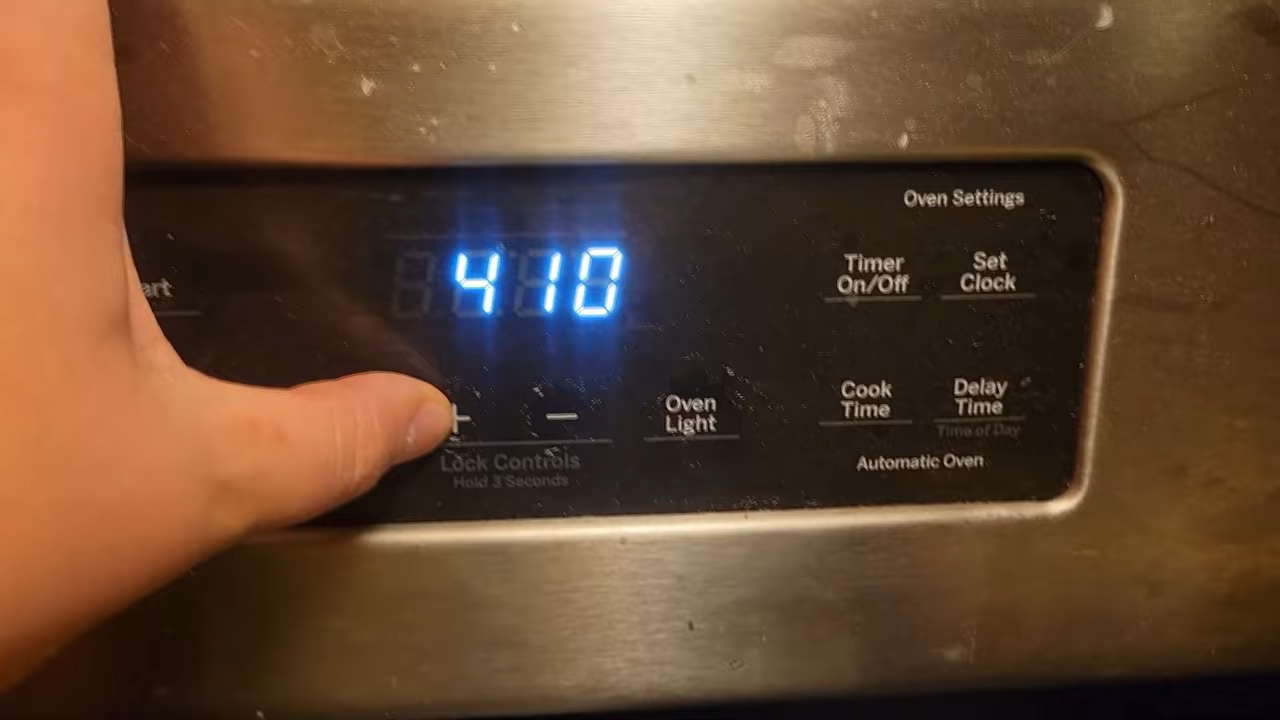 Oven Settings
410
art
Timer
On/Off
Set
Clock
+ −
Oven
Light
Cook
Time
Delay
Time
Time of Day
Lock Controls
Hold 3 Seconds
Automatic Oven